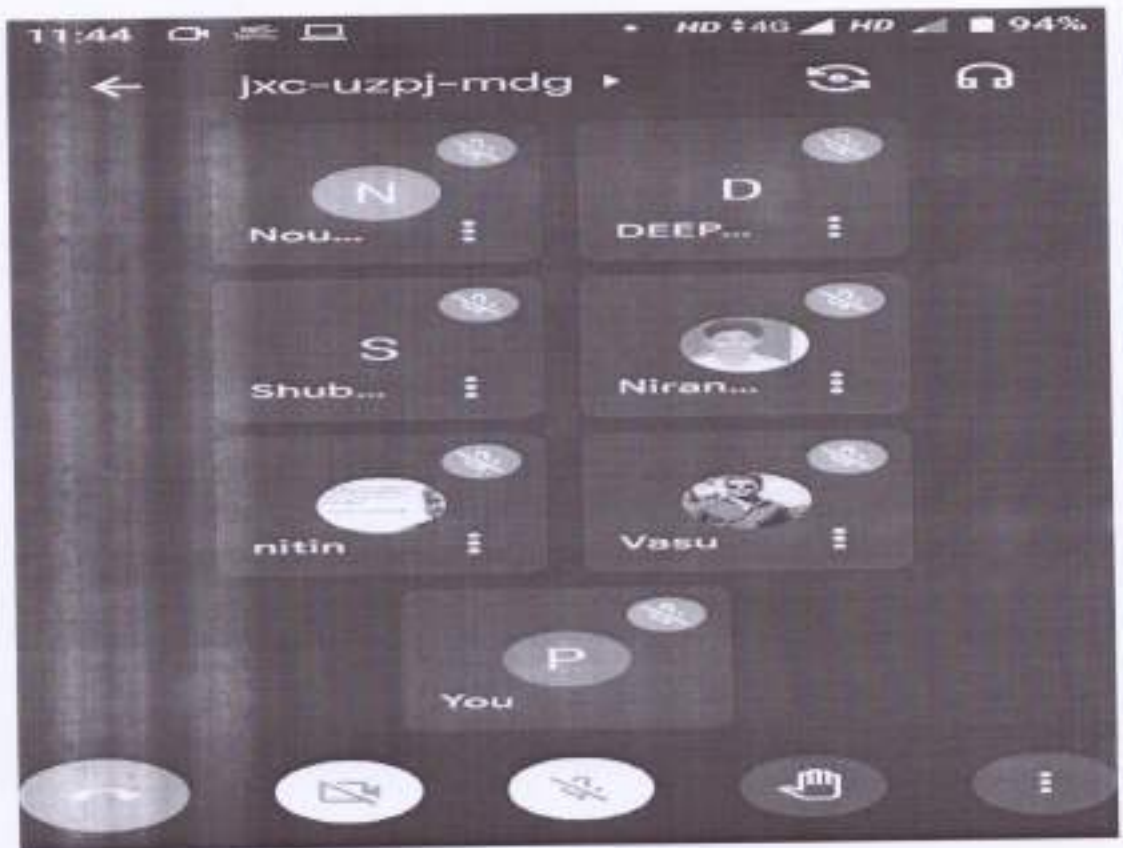 11:44 HD 4G HD 94%
jxc-uzpj-mdg
N D
Nou... DEEP...
S
Shub... Niran...
nitin Vasu
P
You